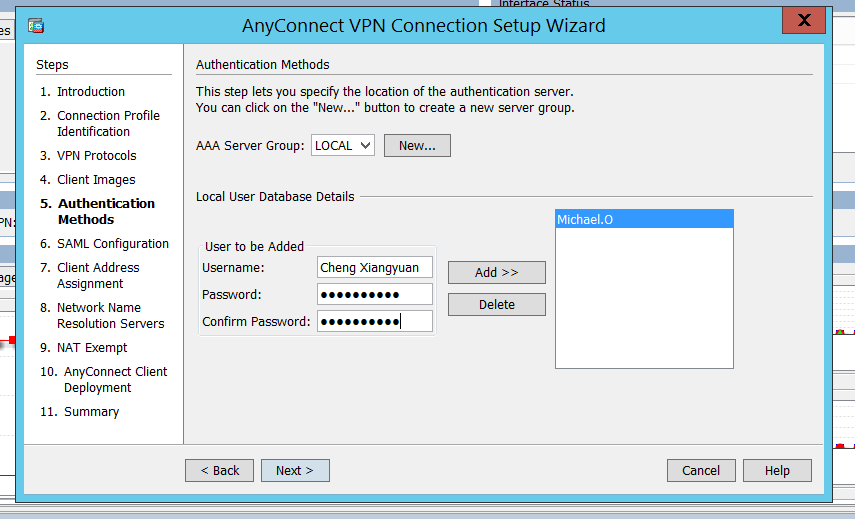 Interface Status
AnyConnect VPN Connection Setup Wizard
X
Steps
1. Introduction
2. Connection Profile
Identification
3. VPN Protocols
4. Client Images
5. Authentication
Methods
6. SAML Configuration
7. Client Address
Assignment
8. Network Name
Resolution Servers
9. NAT Exempt
10. AnyConnect Client
Deployment
11. Summary
Authentication Methods
This step lets you specify the location of the authentication server.
You can click on the "New..." button to create a new server group.
AAA Server Group: LOCAL New...
Local User Database Details
User to be Added
Username: Cheng Xiangyuan
Password: ●●●●●●●●●●
Confirm Password: ●●●●●●●●●●
Add >>
Delete
Michael.O
< Back Next > Cancel Help